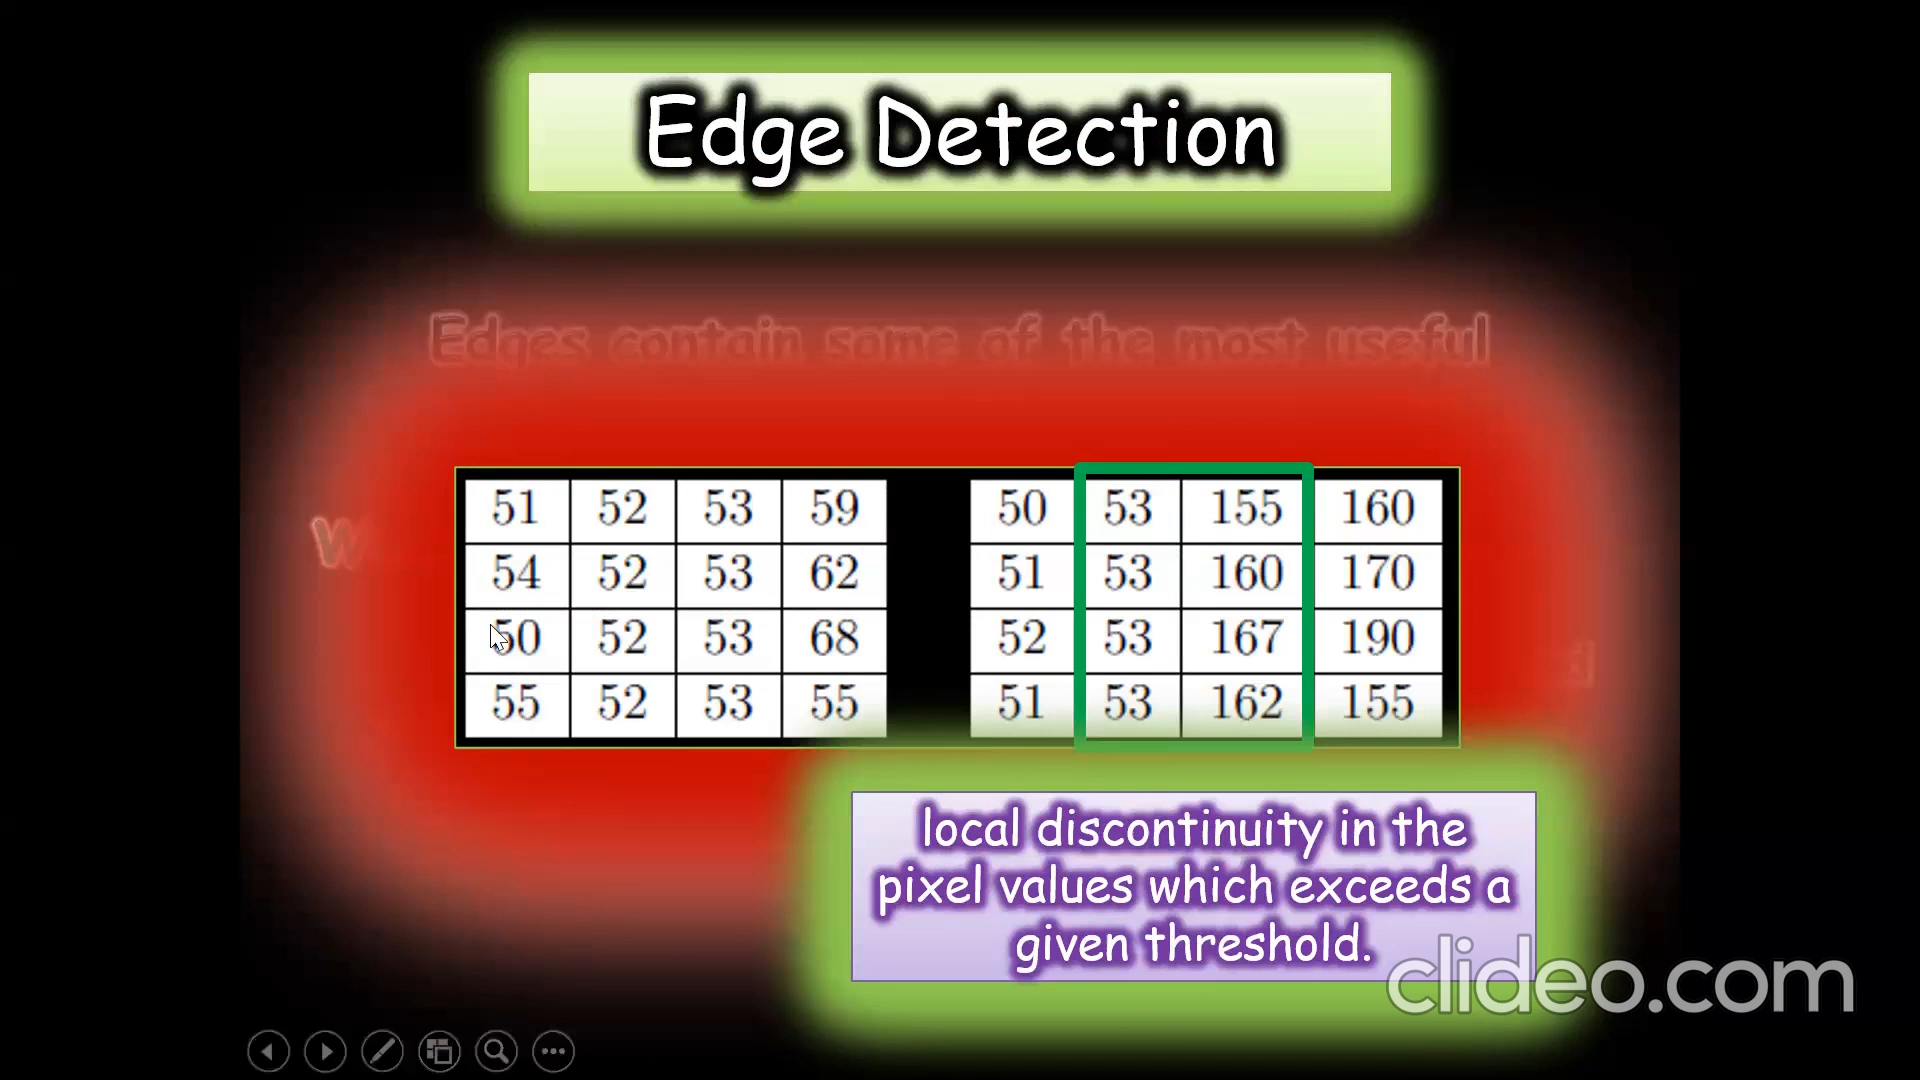 Edge Detection
Edges contain some of the most useful
51 52 53 59 50 53 155 160
54 52 53 62 51 53 160 170
50 52 53 68 52 53 167 190
55 52 53 55 51 53 162 155
local discontinuity in the
pixel values which exceeds a
given threshold.
clideo.com